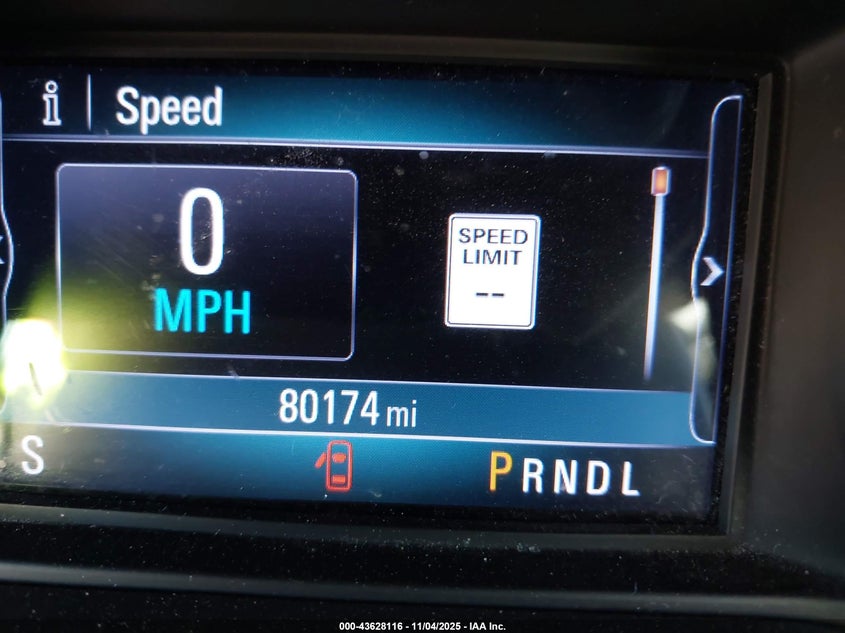 i Speed
0
MPH
SPEED
LIMIT
--
80174 mi
S
PRNDL
000-43628116 - 11/04/2025 - IAA Inc.